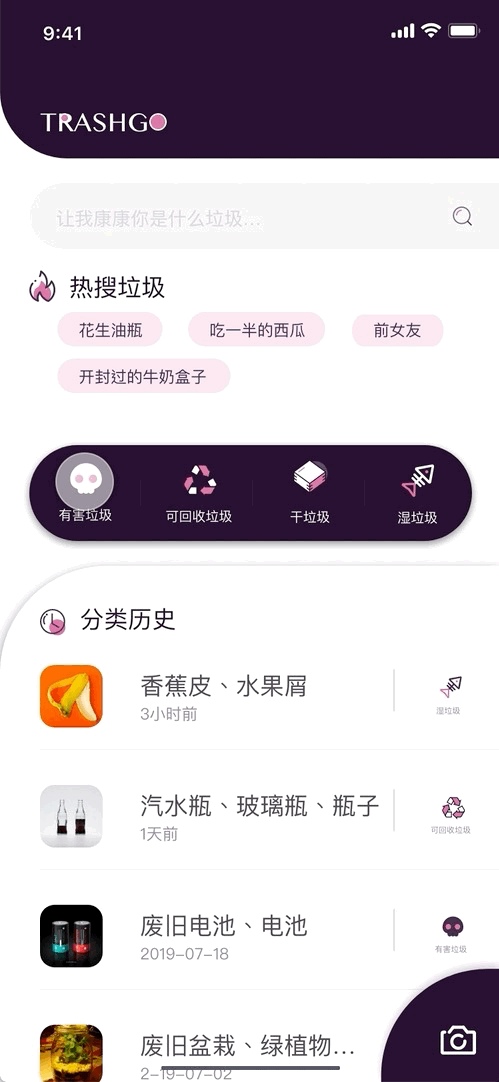 9:41
TRASHGO
让我康康你是什么垃圾...
热搜垃圾
花生油瓶
吃一半的西瓜
前女友
开封过的牛奶盒子
有害垃圾
可回收垃圾
干垃圾
湿垃圾
分类历史
香蕉皮、水果屑
3小时前
湿垃圾
汽水瓶、玻璃瓶、瓶子
1天前
可回收垃圾
废旧电池、电池
2019-07-18
有害垃圾
废旧盆栽、绿植物...
2-19-07-02